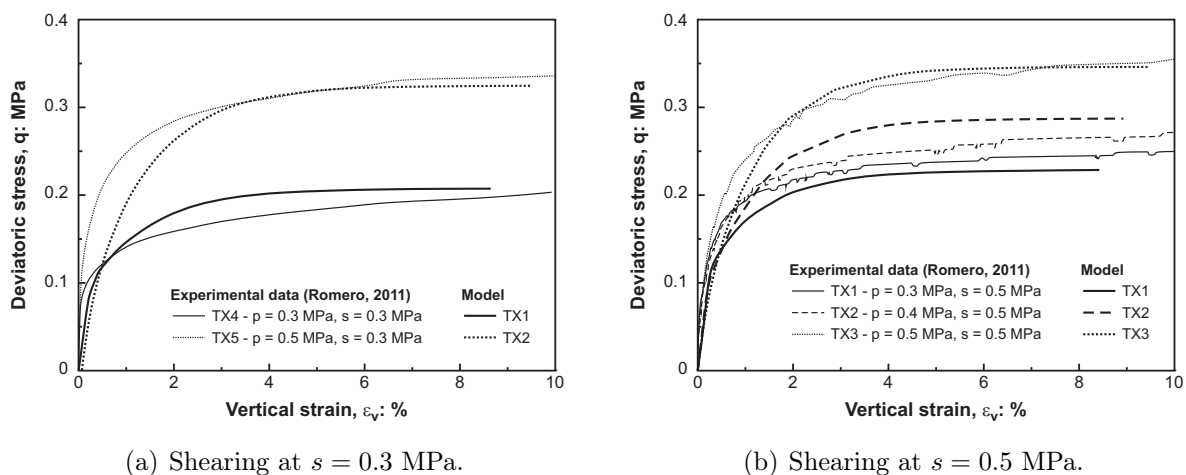 Deviatoric stress, q: MPa
0.4
0.3
0.2
0.1
0
0 2 4 6 8 10
Vertical strain, εv: %
Experimental data (Romero, 2011) Model
TX4 - p = 0.3 MPa, s = 0.3 MPa TX1
TX5 - p = 0.5 MPa, s = 0.3 MPa TX2
(a) Shearing at s = 0.3 MPa.
Deviatoric stress, q: MPa
0.4
0.3
0.2
0.1
0
0 2 4 6 8 10
Vertical strain, εv: %
Experimental data (Romero, 2011) Model
TX1 - p = 0.3 MPa, s = 0.5 MPa TX1
TX2 - p = 0.4 MPa, s = 0.5 MPa TX2
TX3 - p = 0.5 MPa, s = 0.5 MPa TX3
(b) Shearing at s = 0.5 MPa.